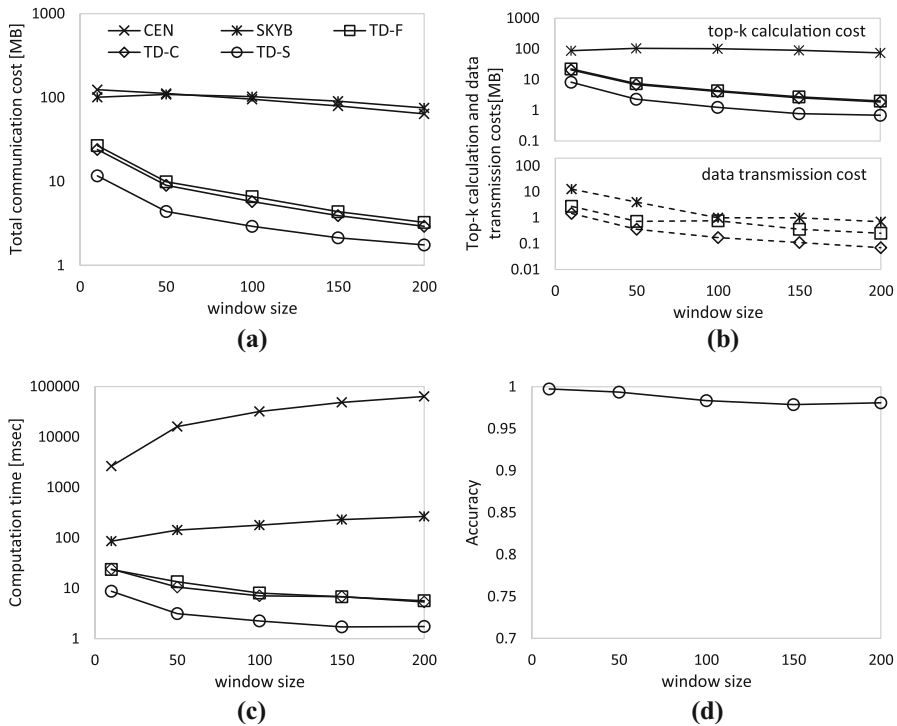 Total communication cost [MB]
CEN SKYB TD-F
TD-C TD-S
1000
100
10
1
0 50 100 150 200
window size
(a)
Top-k calculation and data
transmission costs[MB]
top-k calculation cost
1000
100
10
1
0.1
data transmission cost
100
10
1
0.1
0.01
0 50 100 150 200
window size
(b)
Computation time [msec]
100000
10000
1000
100
10
1
0 50 100 150 200
window size
(c)
Accuracy
1
0.95
0.9
0.85
0.8
0.75
0.7
0 50 100 150 200
window size
(d)